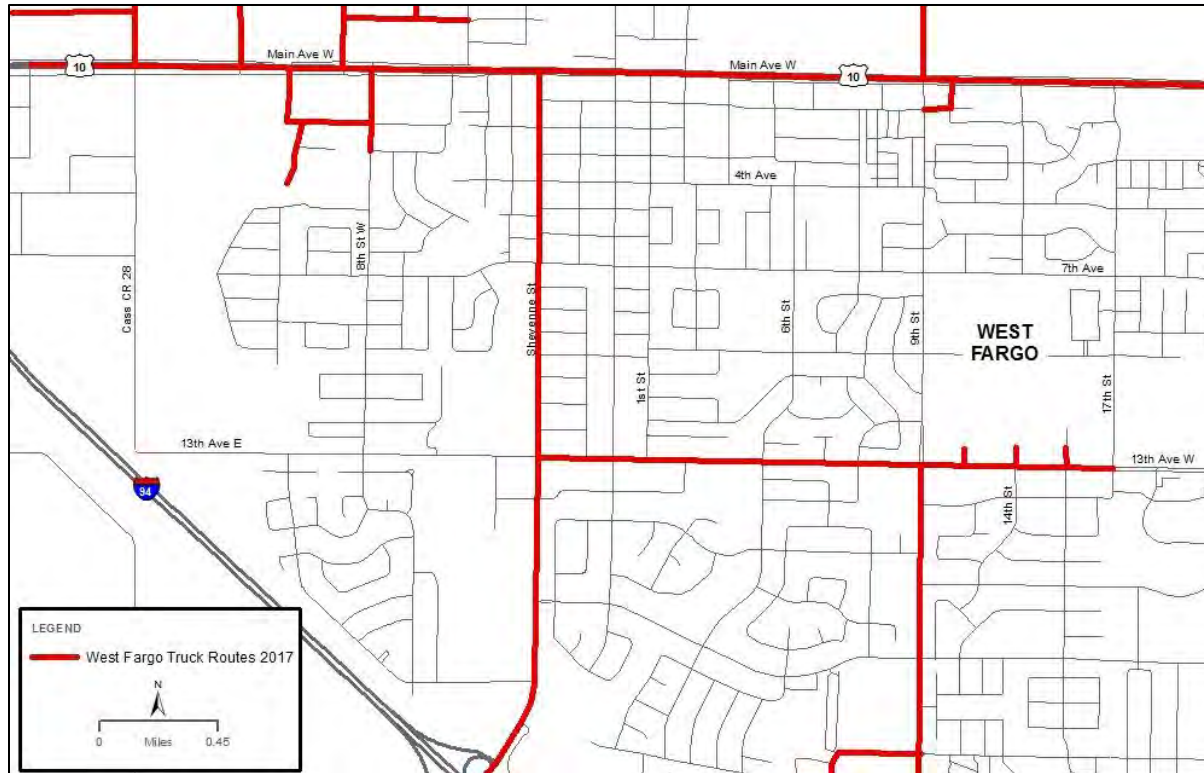 Main Ave W
10
Main Ave W
10
4th Ave
8th St W
7th Ave
Cass CR 28
Sheyenne St
6th St
9th St
WEST
FARGO
1st St
17th St
13th Ave E
13th Ave W
94
14th St
LEGEND
West Fargo Truck Routes 2017
N
0 Miles 0.45